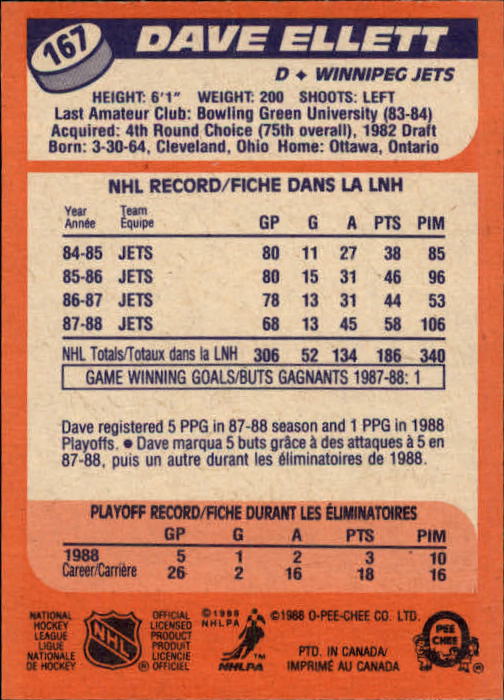 167
DAVE ELLETT
D ♦ WINNIPEG JETS
HEIGHT: 6'1" WEIGHT: 200 SHOOTS: LEFT
Last Amateur Club: Bowling Green University (83-84)
Acquired: 4th Round Choice (75th overall), 1982 Draft
Born: 3-30-64, Cleveland, Ohio Home: Ottawa, Ontario
NHL RECORD/FICHE DANS LA LNH
Year Team
Année Équipe GP G A PTS PIM
84-85 JETS 80 11 27 38 85
85-86 JETS 80 15 31 46 96
86-87 JETS 78 13 31 44 53
87-88 JETS 68 13 45 58 106
NHL Totals/Totaux dans la LNH 306 52 134 186 340
GAME WINNING GOALS/BUTS GAGNANTS 1987-88: 1
Dave registered 5 PPG in 87-88 season and 1 PPG in 1988
Playoffs. ● Dave marqua 5 buts grâce à des attaques à 5 en
87-88, puis un autre durant les éliminatoires de 1988.
PLAYOFF RECORD/FICHE DURANT LES ÉLIMINATOIRES
GP G A PTS PIM
1988 5 1 2 3 10
Career/Carrière 26 2 16 18 16
NATIONAL
HOCKEY
LEAGUE
LIGUE
NATIONALE
DE HOCKEY
NHL
®
OFFICIAL
LICENSED
PRODUCT
PRODUIT
LICENCIE
OFFICIEL
©1988
NHLPA
NHLPA
™
©1988 O-PEE-CHEE CO. LTD.
PTD. IN CANADA/
IMPRIMÉ AU CANADA
PEE
CHEE
®